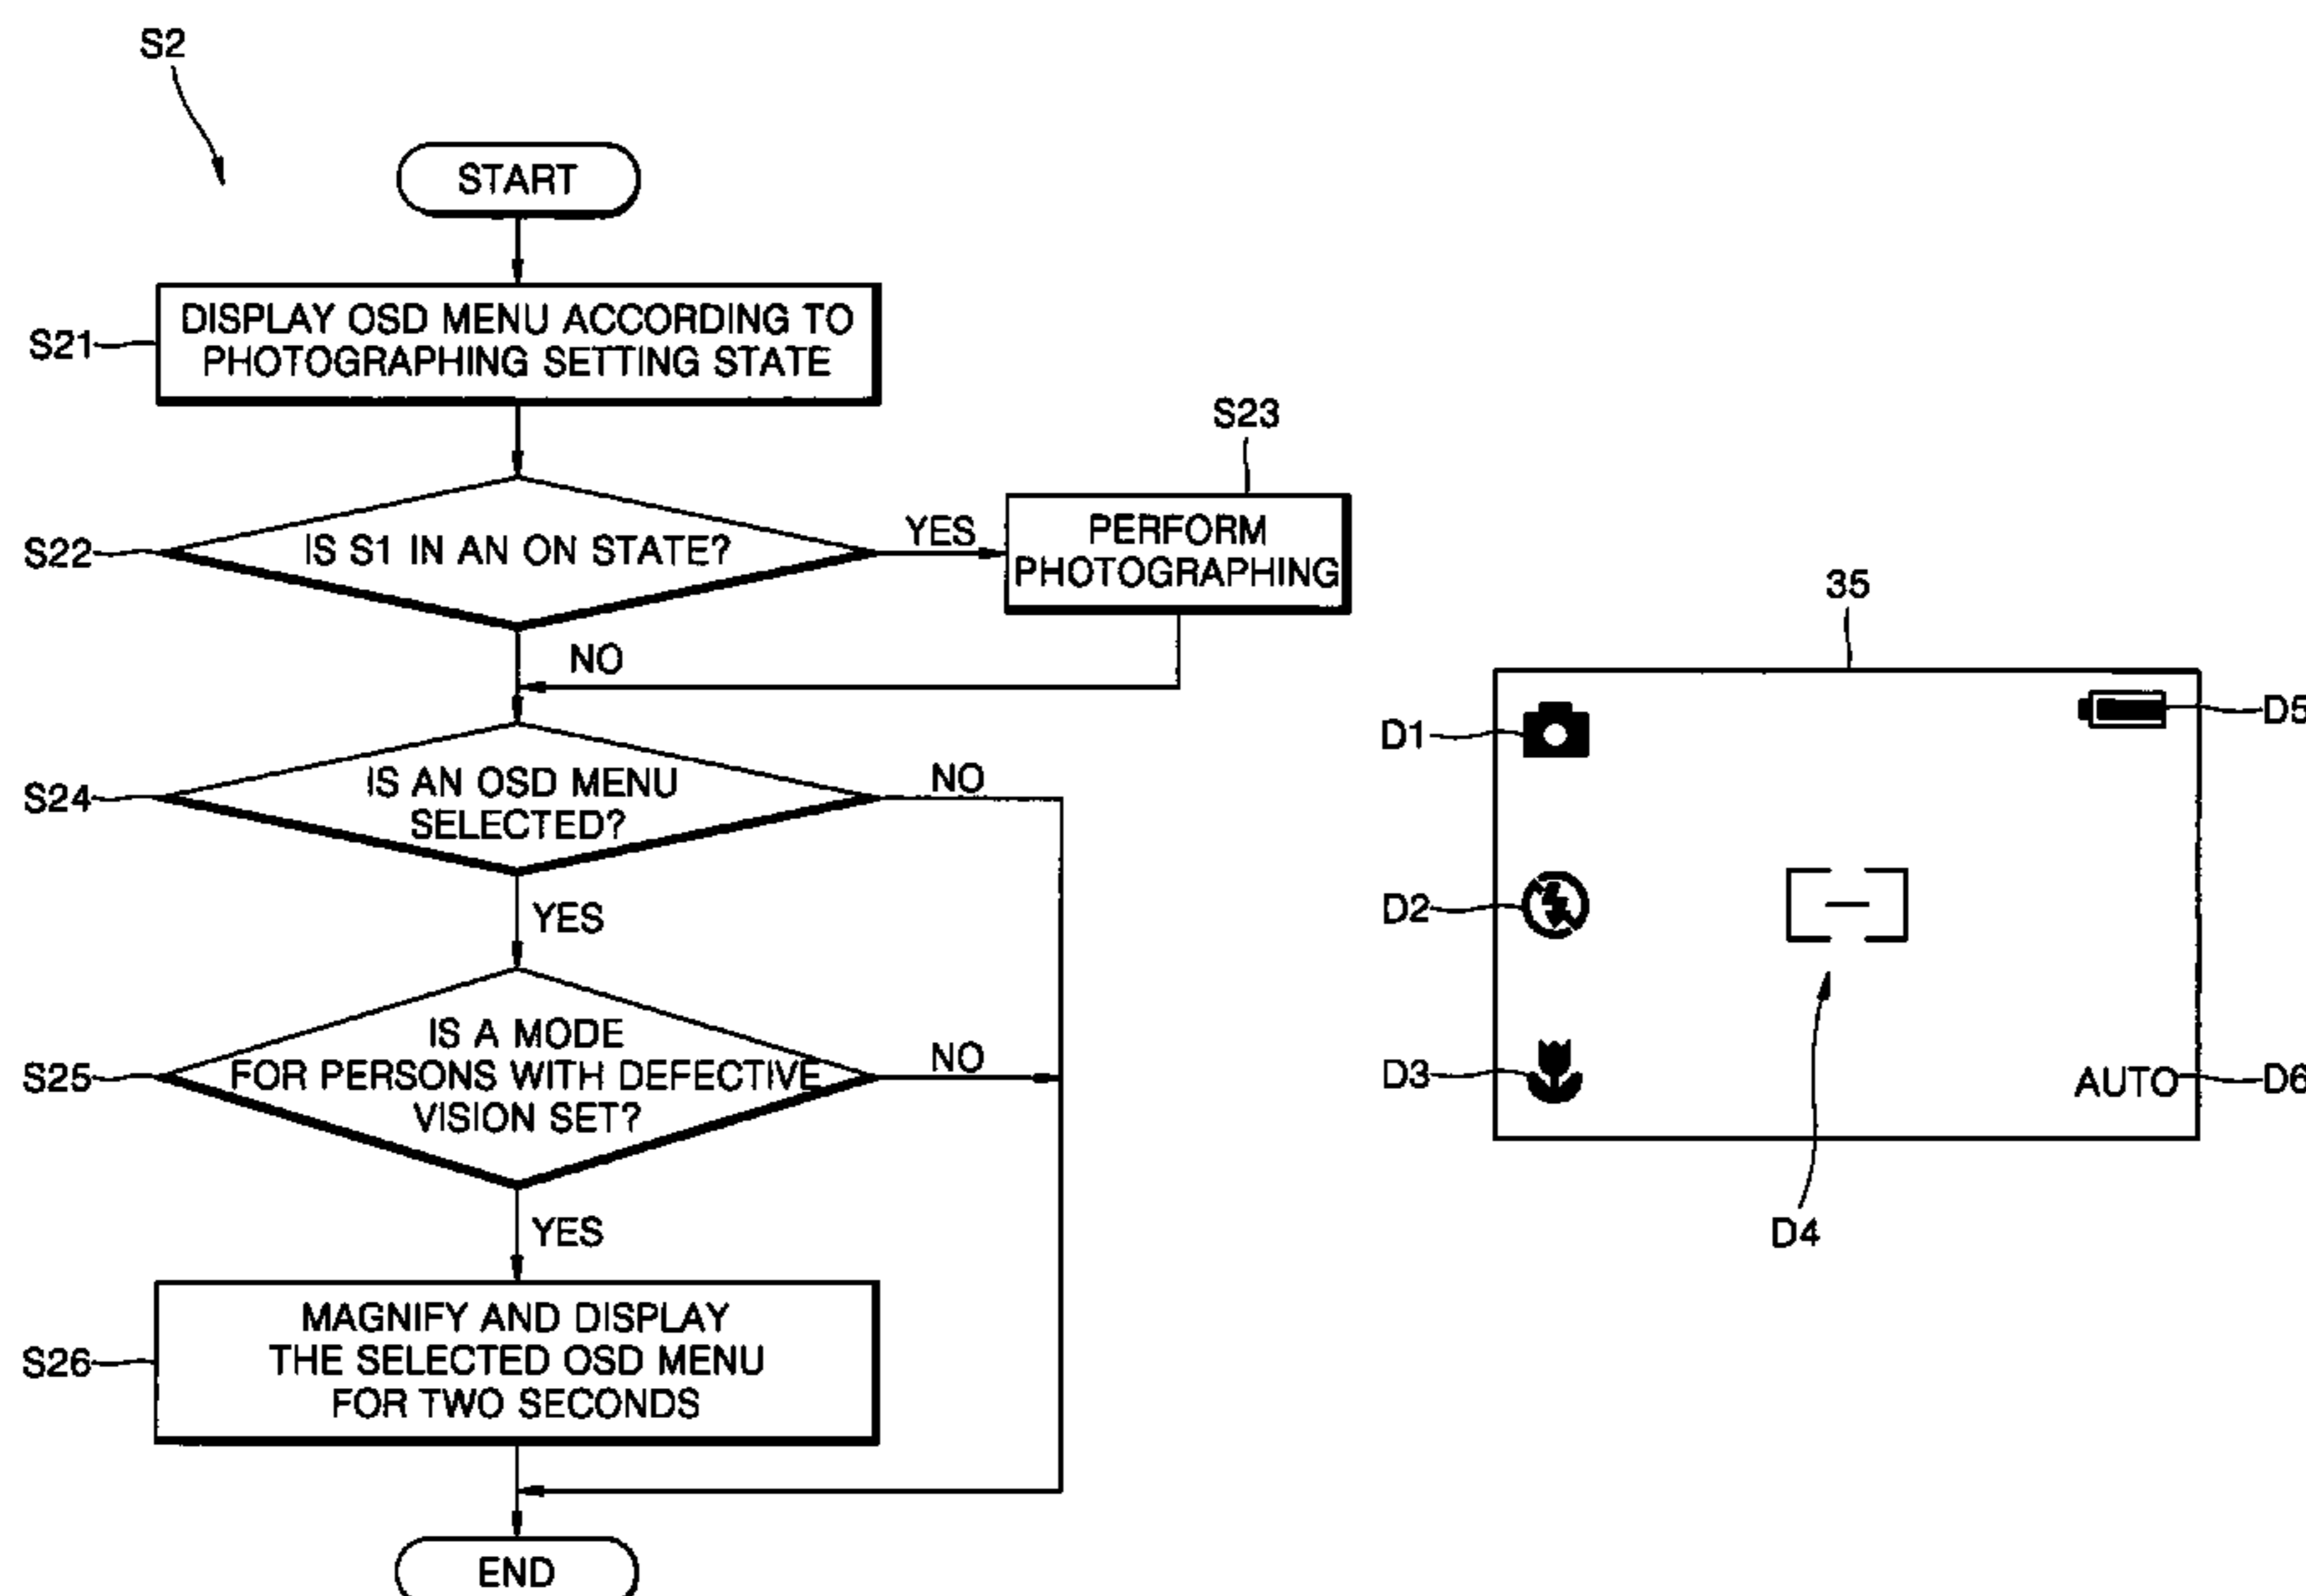 S2
START
S21
DISPLAY OSD MENU ACCORDING TO
PHOTOGRAPHING SETTING STATE
S22
IS S1 IN AN ON STATE?
YES
S23
PERFORM
PHOTOGRAPHING
NO
S24
IS AN OSD MENU
SELECTED?
NO
YES
S25
IS A MODE
FOR PERSONS WITH DEFECTIVE
VISION SET?
NO
YES
S26
MAGNIFY AND DISPLAY
THE SELECTED OSD MENU
FOR TWO SECONDS
END
35
D1
D5
D2
D3
AUTO
D6
D4